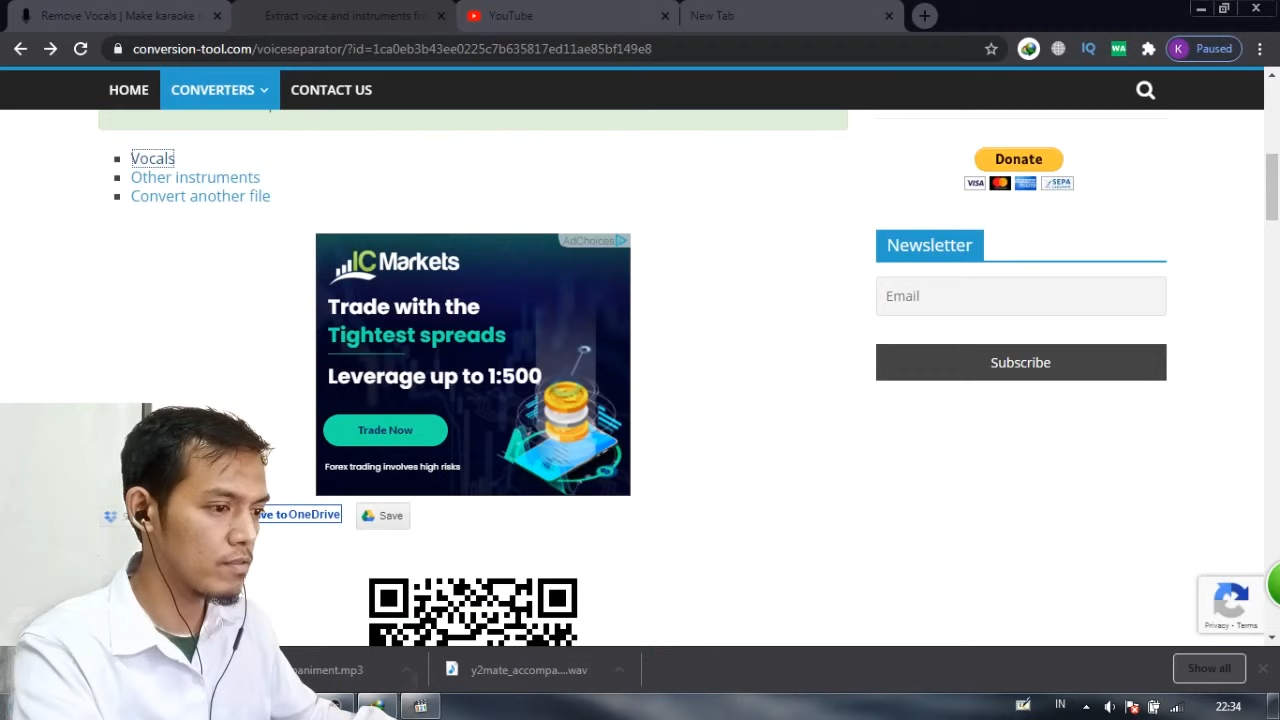 Remove Vocals | Make karaoke
Extract voice and instruments fr
YouTube
New Tab
conversion-tool.com/voiceseparator/?id=1ca0eb3b43ee0225c7b635817ed11ae85bf149e8
IQ
WA
K
Paused
HOME
CONVERTERS
CONTACT US
Vocals
Other instruments
Convert another file
Donate
VISA
SEPA
Newsletter
Email
Subscribe
AdChoices
IC Markets
Trade with the
Tightest spreads
Leverage up to 1:500
Trade Now
Forex trading involves high risks
ve to OneDrive
Save
Privacy - Terms
paniment.mp3
y2mate_accompa....wav
Show all
IN
22:34